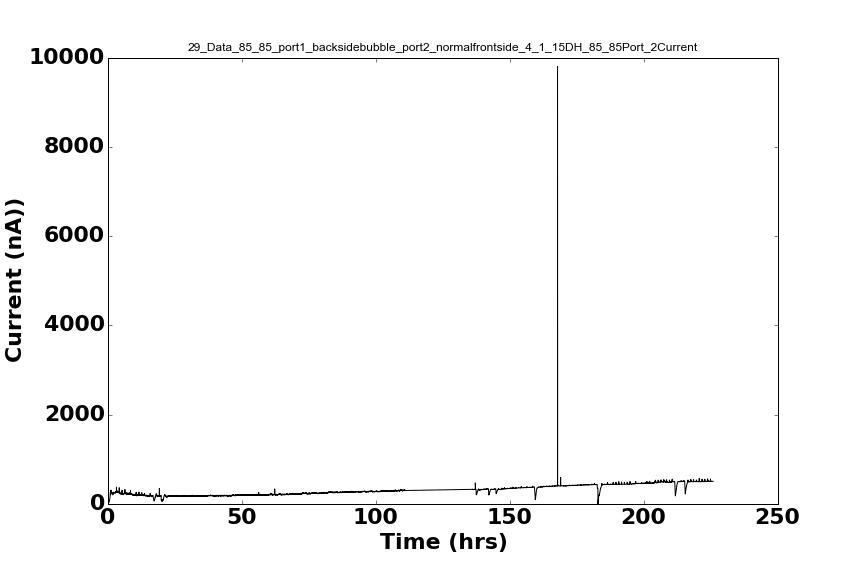 29_Data_85_85_port1_backsidebubble_port2_normalfrontside_4_1_15DH_85_85Port_2Current
10000
8000
6000
4000
2000
0
Current (nA))
0 50 100 150 200 250
Time (hrs)